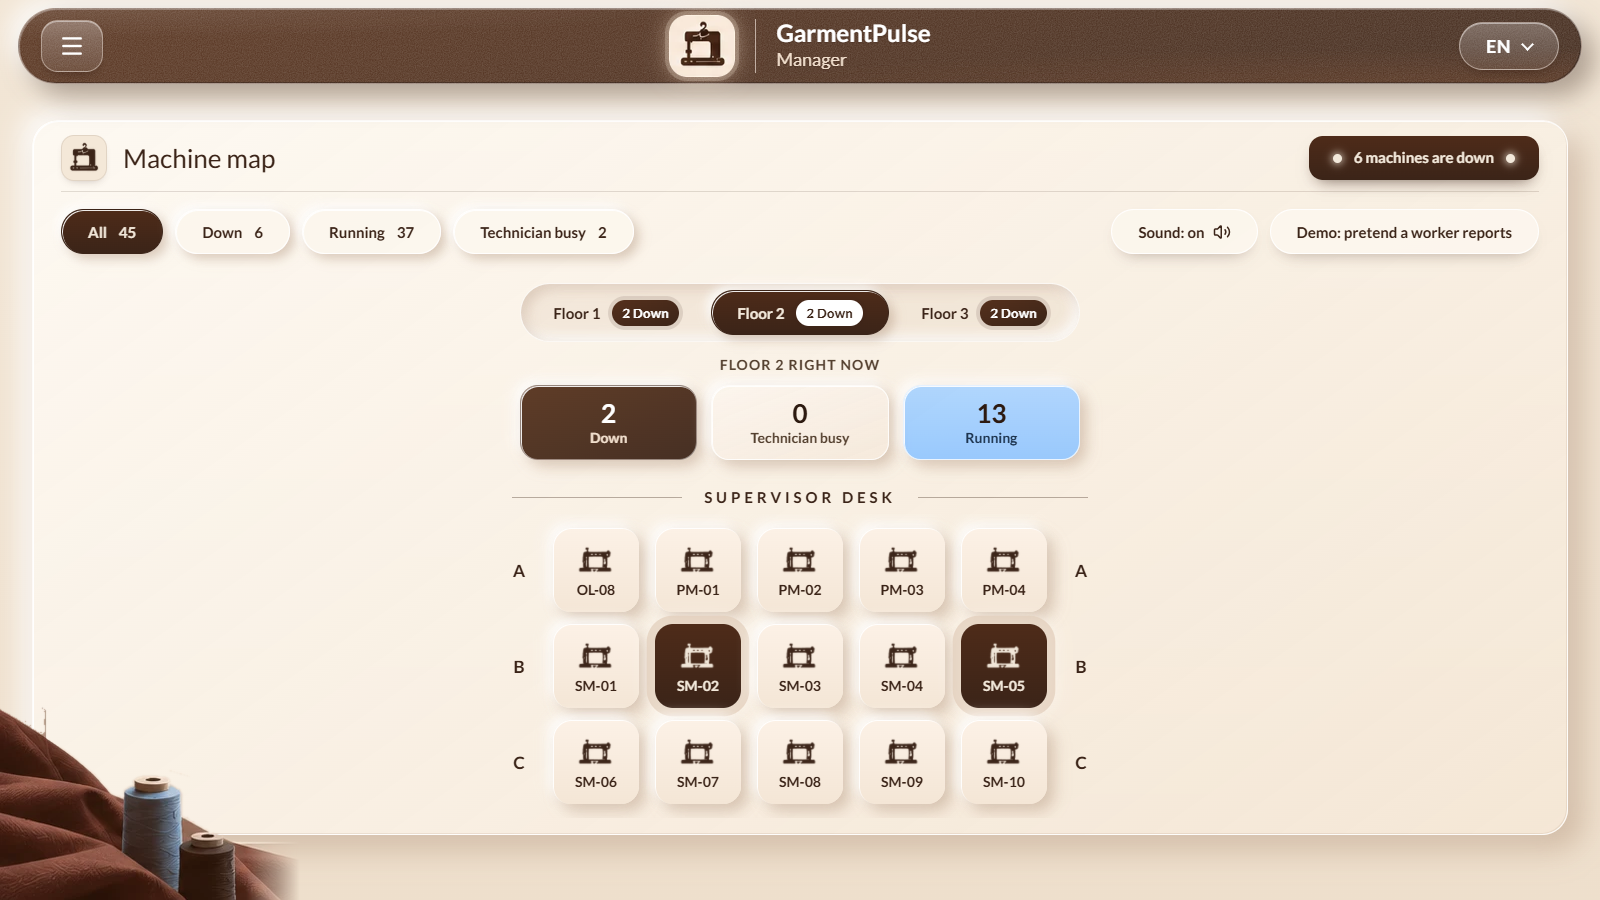 GarmentPulse
Manager
EN
Machine map
6 machines are down
All 45
Down 6
Running 37
Technician busy 2
Sound: on
Demo: pretend a worker reports
Floor 1 2 Down
Floor 2 2 Down
Floor 3 2 Down
FLOOR 2 RIGHT NOW
2
Down
0
Technician busy
13
Running
SUPERVISOR DESK
A OL-08 PM-01 PM-02 PM-03 PM-04 A
B SM-01 SM-02 SM-03 SM-04 SM-05 B
C SM-06 SM-07 SM-08 SM-09 SM-10 C